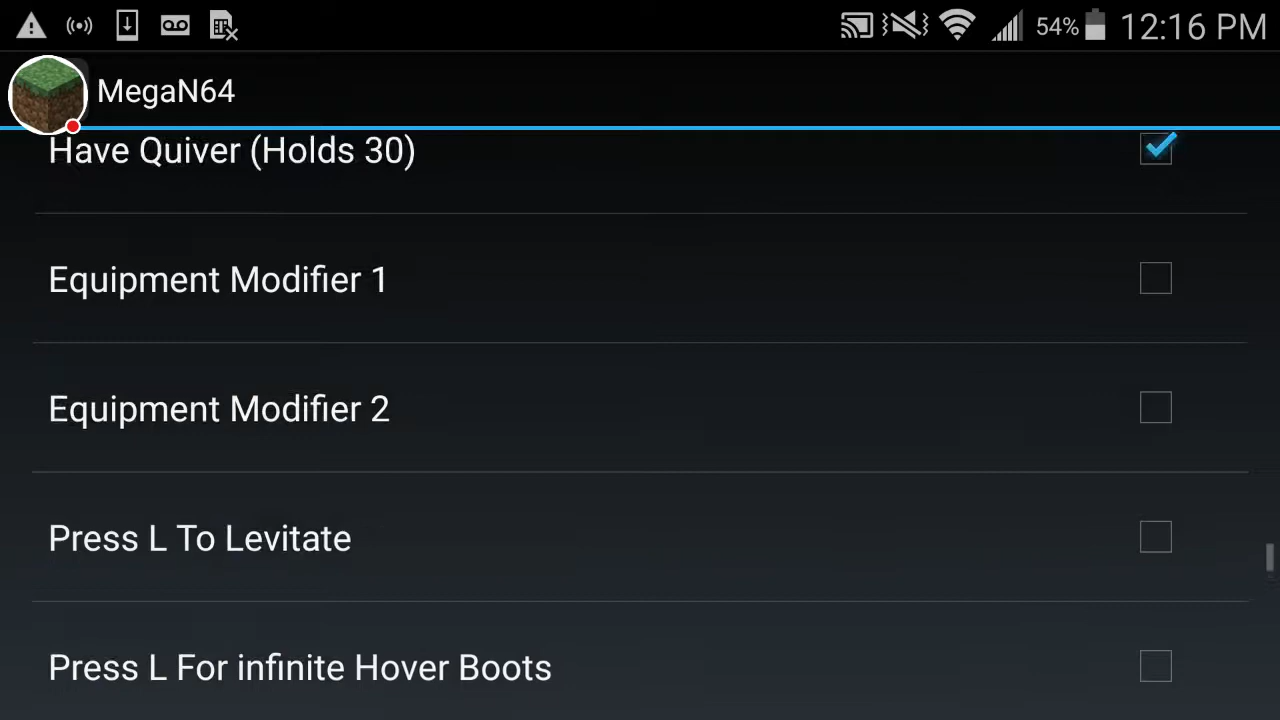 54% 12:16 PM
MegaN64
Have Quiver (Holds 30)
Equipment Modifier 1
Equipment Modifier 2
Press L To Levitate
Press L For infinite Hover Boots